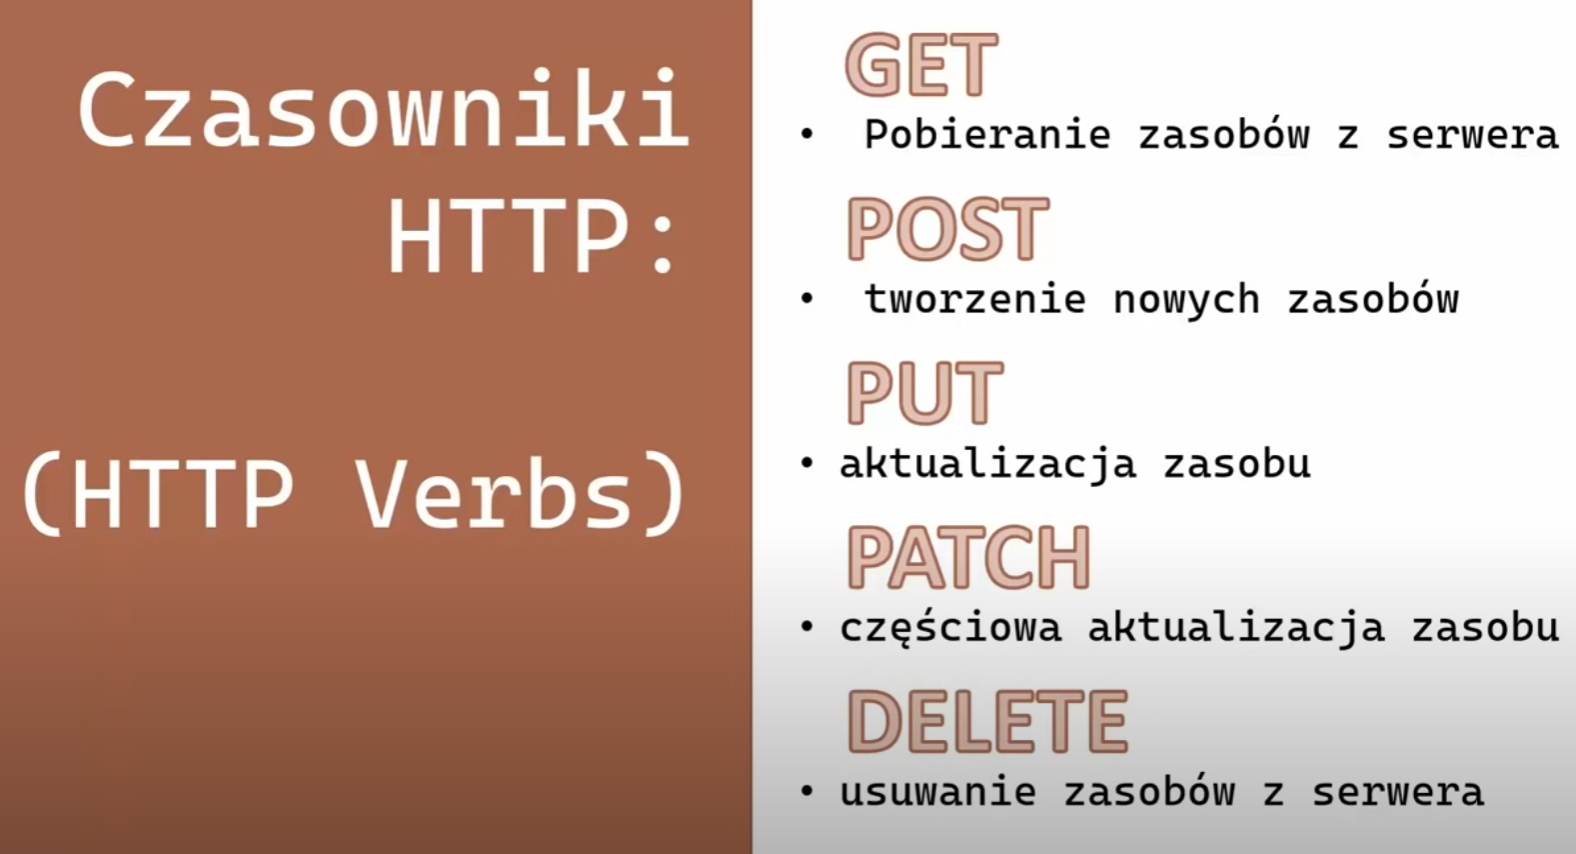 Czasowniki
HTTP:
(HTTP Verbs)
GET
• Pobieranie zasobów z serwera
POST
• tworzenie nowych zasobów
PUT
• aktualizacja zasobu
PATCH
• częściowa aktualizacja zasobu
DELETE
• usuwanie zasobów z serwera